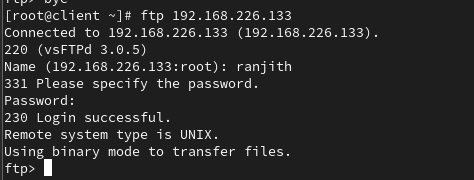 ftp> bye
[root@client ~]# ftp 192.168.226.133
Connected to 192.168.226.133 (192.168.226.133).
220 (vsFTPd 3.0.5)
Name (192.168.226.133:root): ranjith
331 Please specify the password.
Password:
230 Login successful.
Remote system type is UNIX.
Using binary mode to transfer files.
ftp>